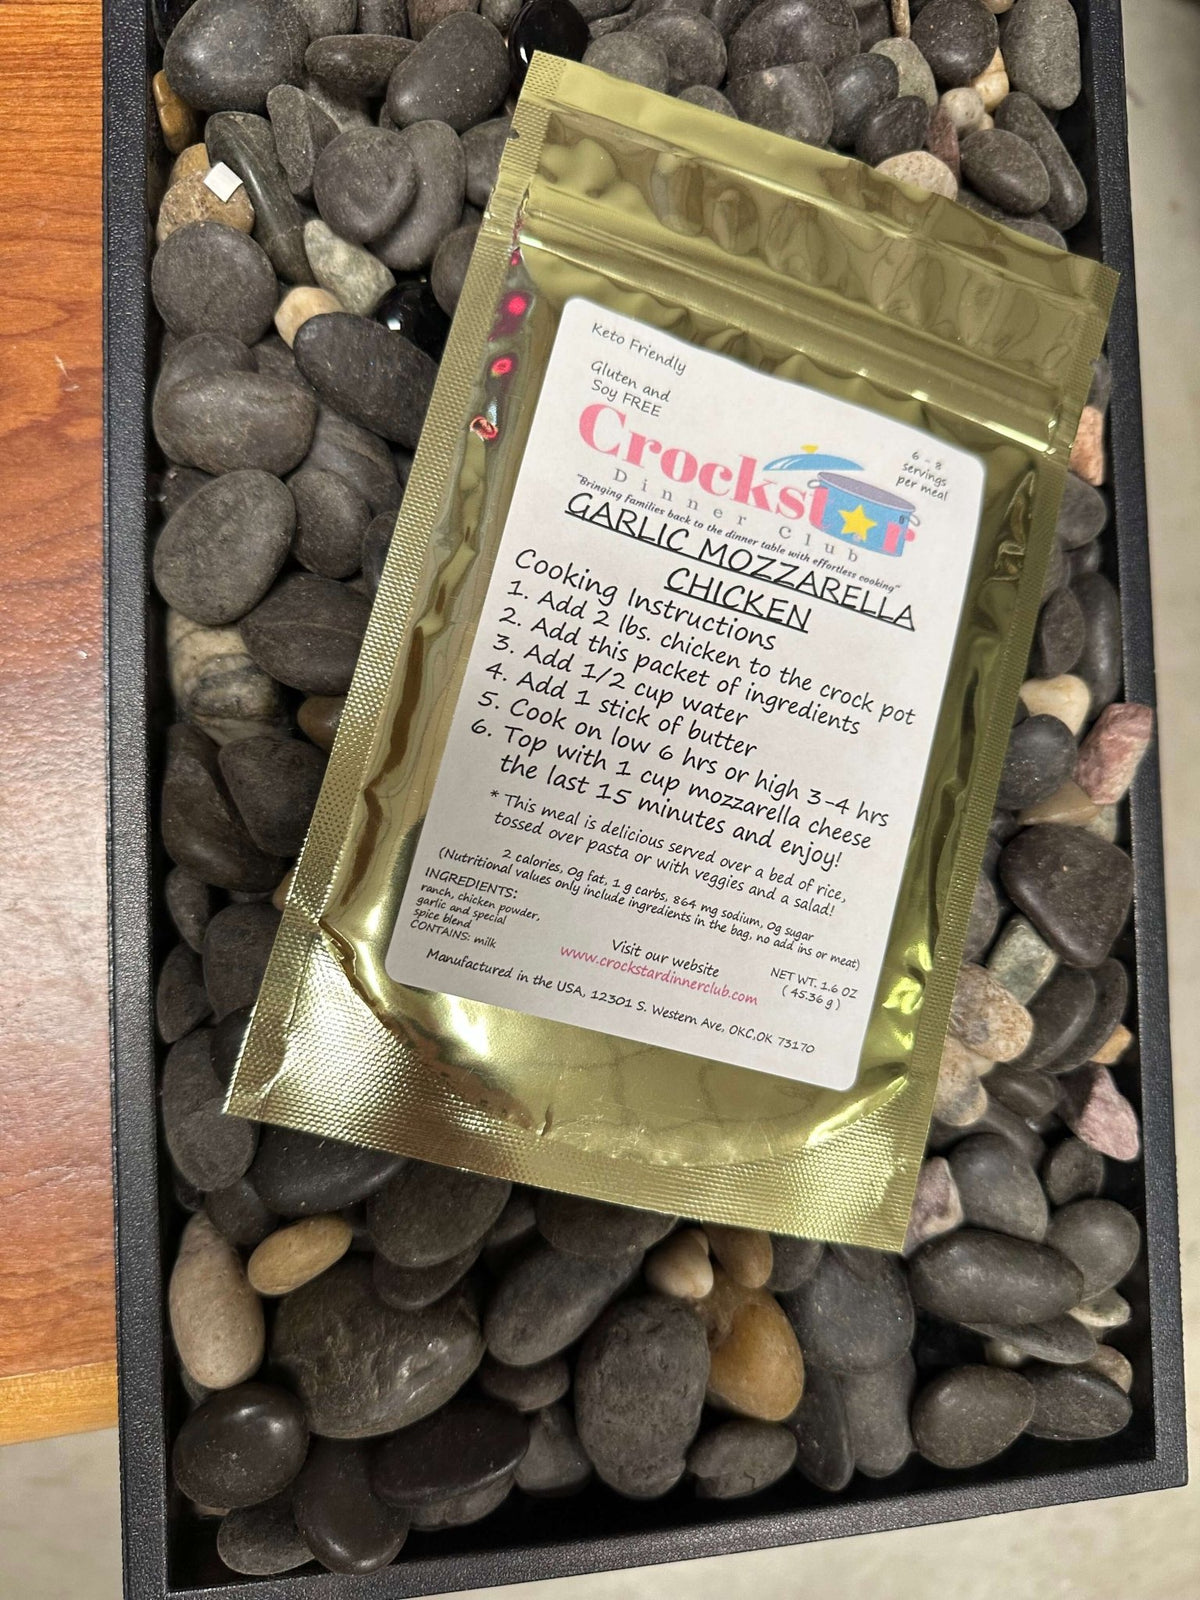 Keto Friendly
Gluten and
Soy FREE
6 - 8
servings
per meal
Crockstar
Dinner Club
"Bringing families back to the dinner table with effortless cooking"
GARLIC MOZZARELLA
CHICKEN
Cooking Instructions
1. Add 2 lbs. chicken to the crock pot
2. Add this packet of ingredients
3. Add 1/2 cup water
4. Add 1 stick of butter
5. Cook on low 6 hrs or high 3-4 hrs
6. Top with 1 cup mozzarella cheese
the last 15 minutes and enjoy!
* This meal is delicious served over a bed of rice,
tossed over pasta or with veggies and a salad!
2 calories, 0g fat, 1 g carbs, 864 mg sodium, 0g sugar
(Nutritional values only include ingredients in the bag, no add ins or meat)
INGREDIENTS:
ranch, chicken powder,
garlic and special
spice blend
CONTAINS: milk
Visit our website
www.crockstardinnerclub.com
NET WT. 1.6 OZ
( 45.36 g )
Manufactured in the USA, 12301 S. Western Ave, OKC,OK 73170